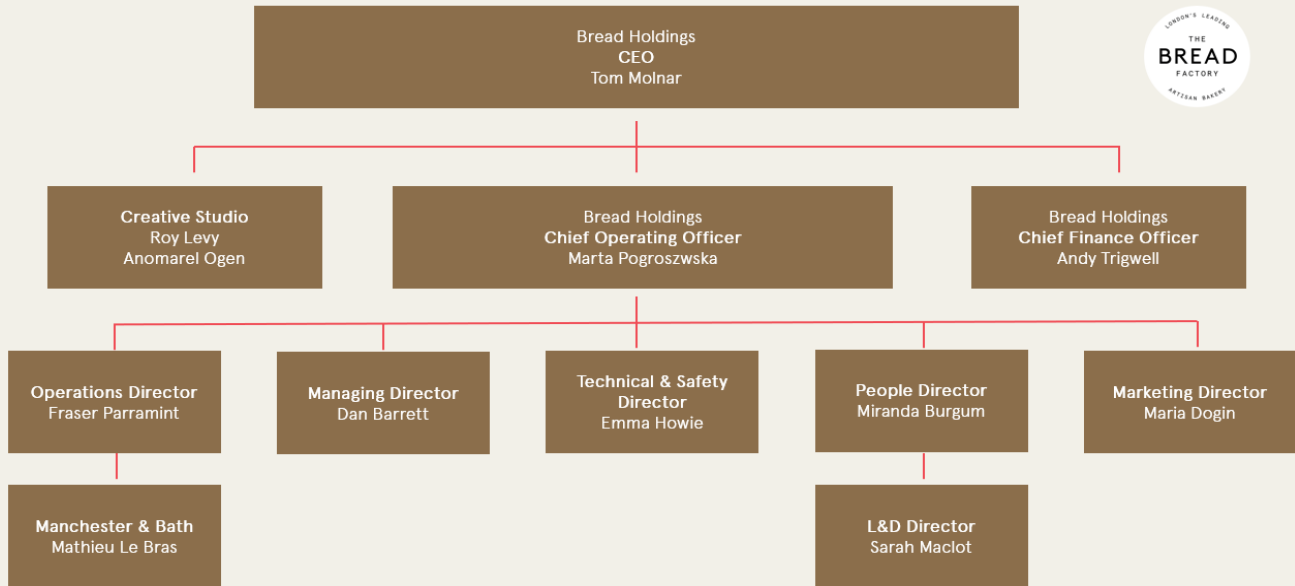 Bread Holdings
CEO
Tom Molnar
LONDON'S LEADING
THE
BREAD
FACTORY
ARTISAN BAKERY
Creative Studio
Roy Levy
Anomarel Ogen
Bread Holdings
Chief Operating Officer
Marta Pogroszwska
Bread Holdings
Chief Finance Officer
Andy Trigwell
Operations Director
Fraser Parramint
Managing Director
Dan Barrett
Technical & Safety
Director
Emma Howie
People Director
Miranda Burgum
Marketing Director
Maria Dogin
Manchester & Bath
Mathieu Le Bras
L&D Director
Sarah Maclot